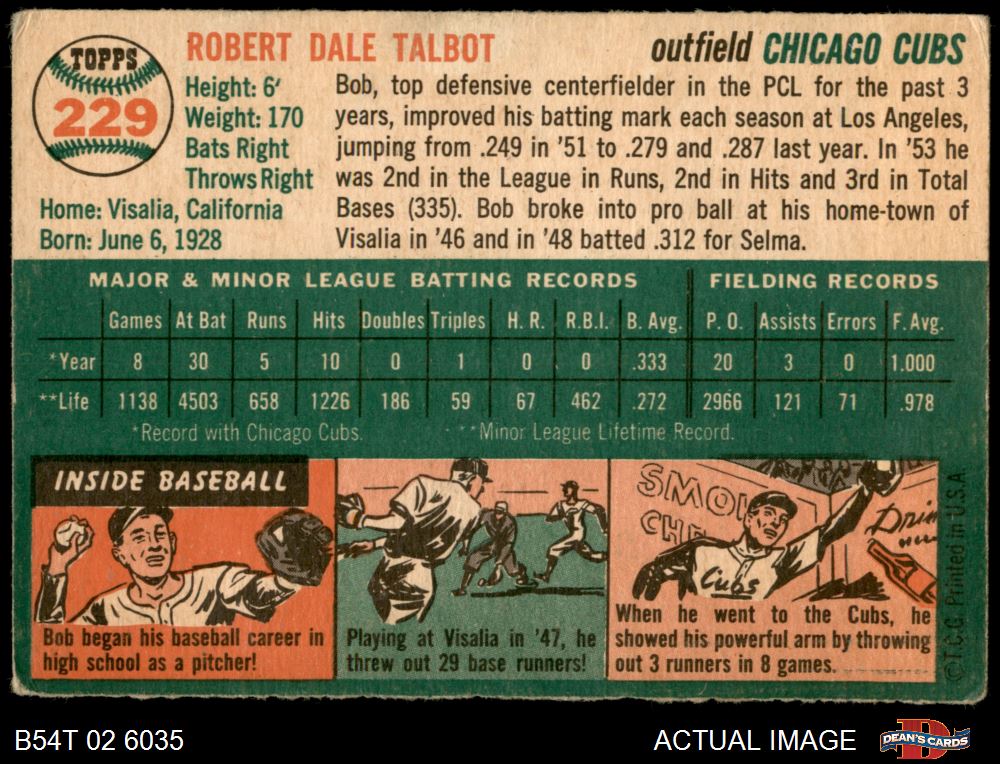 TOPPS
229
ROBERT DALE TALBOT
outfield CHICAGO CUBS
Height: 6′
Weight: 170
Bats Right
Throws Right
Home: Visalia, California
Born: June 6, 1928
Bob, top defensive centerfielder in the PCL for the past 3
years, improved his batting mark each season at Los Angeles,
jumping from .249 in '51 to .279 and .287 last year. In '53 he
was 2nd in the League in Runs, 2nd in Hits and 3rd in Total
Bases (335). Bob broke into pro ball at his home-town of
Visalia in '46 and in '48 batted .312 for Selma.
MAJOR & MINOR LEAGUE BATTING RECORDS FIELDING RECORDS
Games At Bat Runs Hits Doubles Triples H. R. R.B.I. B. Avg. P. O. Assists Errors F. Avg.
*Year 8 30 5 10 0 1 0 0 .333 20 3 0 1.000
**Life 1138 4503 658 1226 186 59 67 462 .272 2966 121 71 .978
*Record with Chicago Cubs. **Minor League Lifetime Record.
INSIDE BASEBALL
Bob began his baseball career in
high school as a pitcher!
Playing at Visalia in '47, he
threw out 29 base runners!
SMOK
CHE
Drin
Cubs
When he went to the Cubs, he
showed his powerful arm by throwing
out 3 runners in 8 games.
©T.C.G. Printed in U.S.A
B54T 02 6035
ACTUAL IMAGE
DEAN'S CARDS